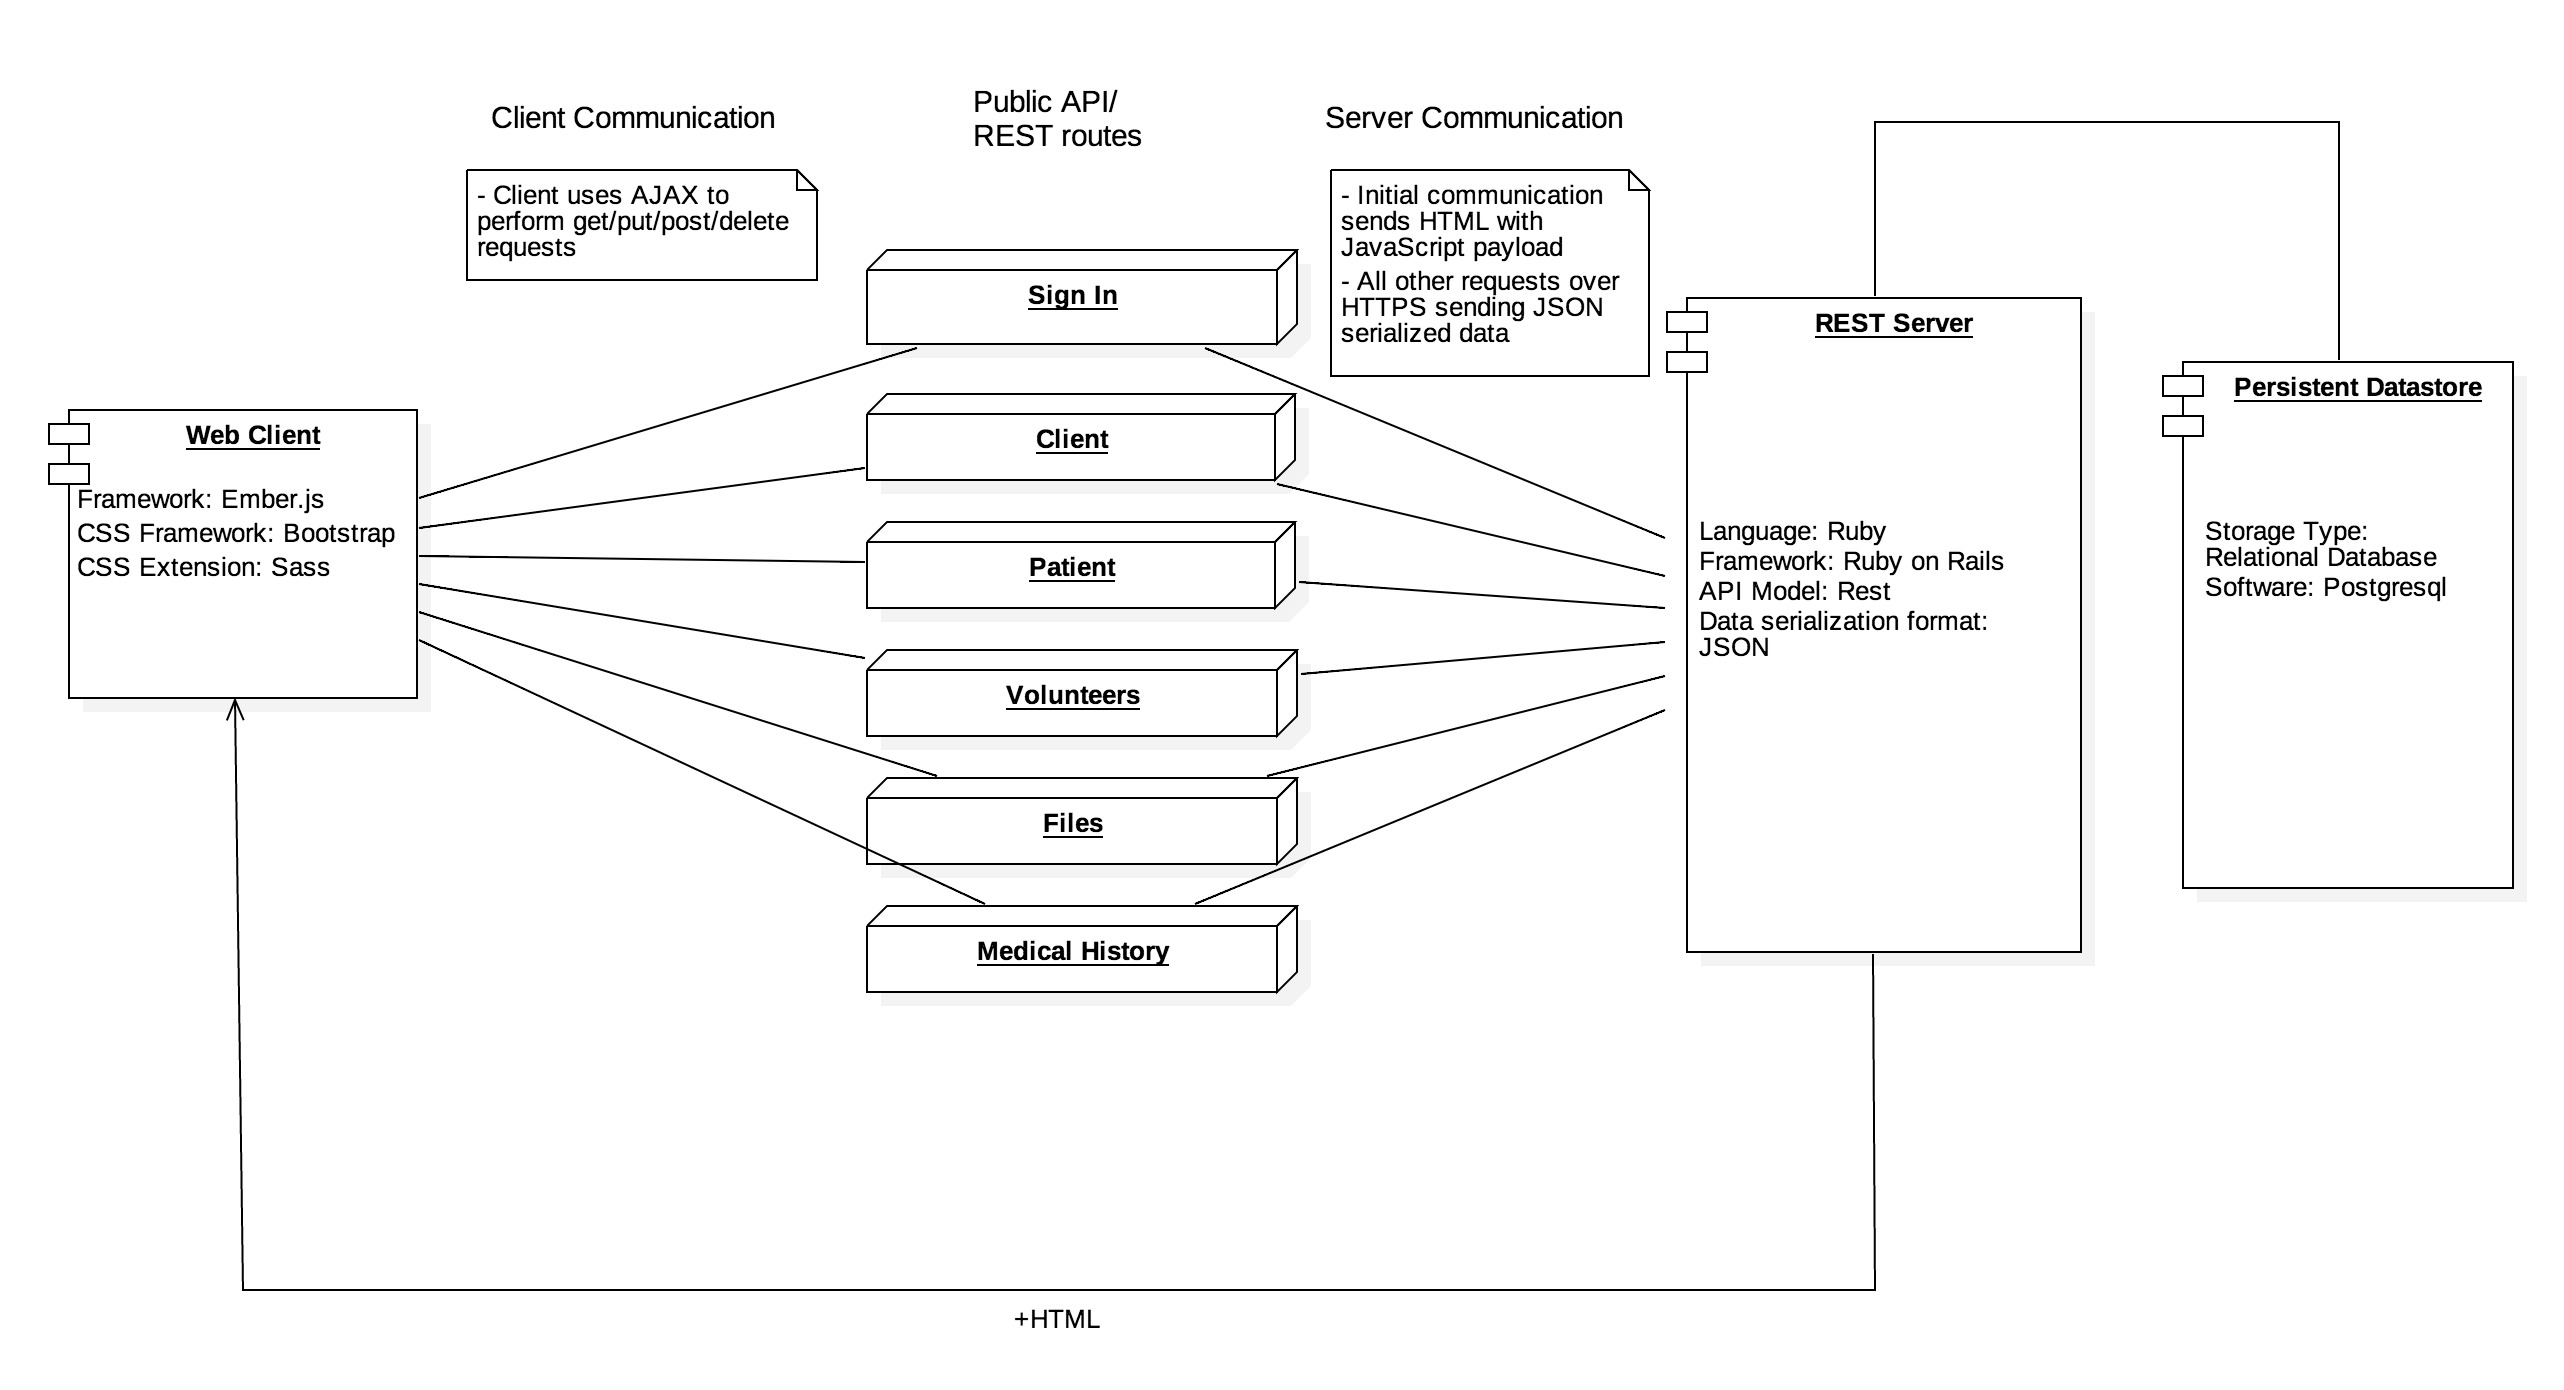 Client Communication
Public API/
REST routes
Server Communication
- Client uses AJAX to
perform get/put/post/delete
requests
- Initial communication
sends HTML with
JavaScript payload
- All other requests over
HTTPS sending JSON
serialized data
Sign In
Client
Patient
Volunteers
Files
Medical History
Web Client
Framework: Ember.js
CSS Framework: Bootstrap
CSS Extension: Sass
REST Server
Language: Ruby
Framework: Ruby on Rails
API Model: Rest
Data serialization format:
JSON
Persistent Datastore
Storage Type:
Relational Database
Software: Postgresql
+HTML